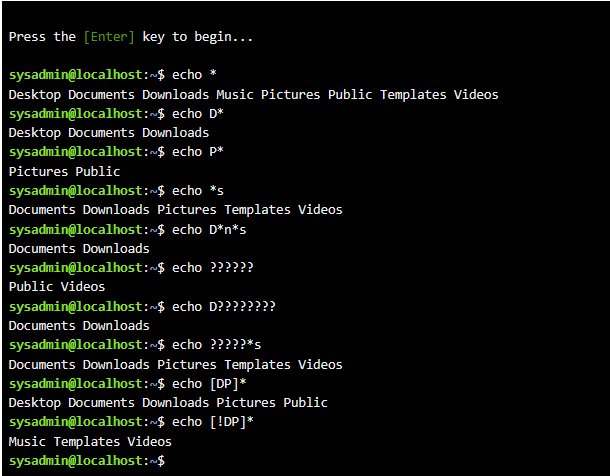 Press the [Enter] key to begin...
sysadmin@localhost:~$ echo *
Desktop Documents Downloads Music Pictures Public Templates Videos
sysadmin@localhost:~$ echo D*
Desktop Documents Downloads
sysadmin@localhost:~$ echo P*
Pictures Public
sysadmin@localhost:~$ echo *s
Documents Downloads Pictures Templates Videos
sysadmin@localhost:~$ echo D*n*s
Documents Downloads
sysadmin@localhost:~$ echo ??????
Public Videos
sysadmin@localhost:~$ echo D????????
Documents Downloads
sysadmin@localhost:~$ echo ?????*s
Documents Downloads Pictures Templates Videos
sysadmin@localhost:~$ echo [DP]*
Desktop Documents Downloads Pictures Public
sysadmin@localhost:~$ echo [!DP]*
Music Templates Videos
sysadmin@localhost:~$